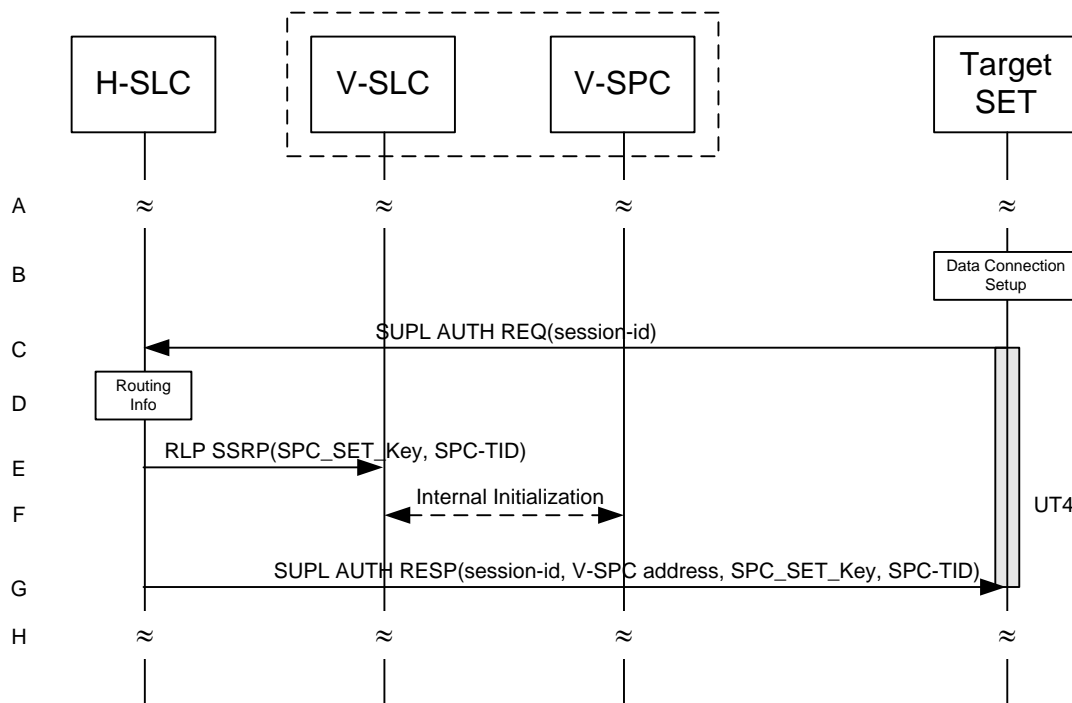 H-SLC
V-SLC
V-SPC
Target
SET
A
≈ ≈ ≈ ≈
B
Data Connection
Setup
SUPL AUTH REQ(session-id)
C
Routing
Info
D
RLP SSRP(SPC_SET_Key, SPC-TID)
E
Internal Initialization
F
UT4
SUPL AUTH RESP(session-id, V-SPC address, SPC_SET_Key, SPC-TID)
G
H
≈ ≈ ≈ ≈